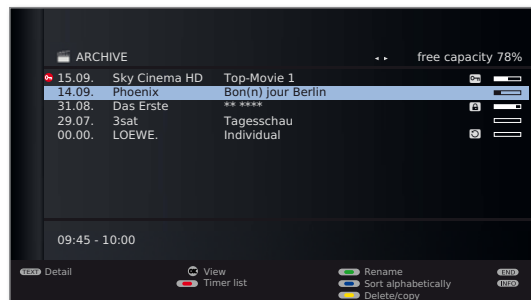 ARCHIVE free capacity 78%
15.09. Sky Cinema HD Top-Movie 1
14.09. Phoenix Bon(n) jour Berlin
31.08. Das Erste ** ****
29.07. 3sat Tagesschau
00.00. LOEWE. Individual
09:45 - 10:00
TEXT Detail OK View Rename END
Timer list Sort alphabetically INFO
Delete/copy